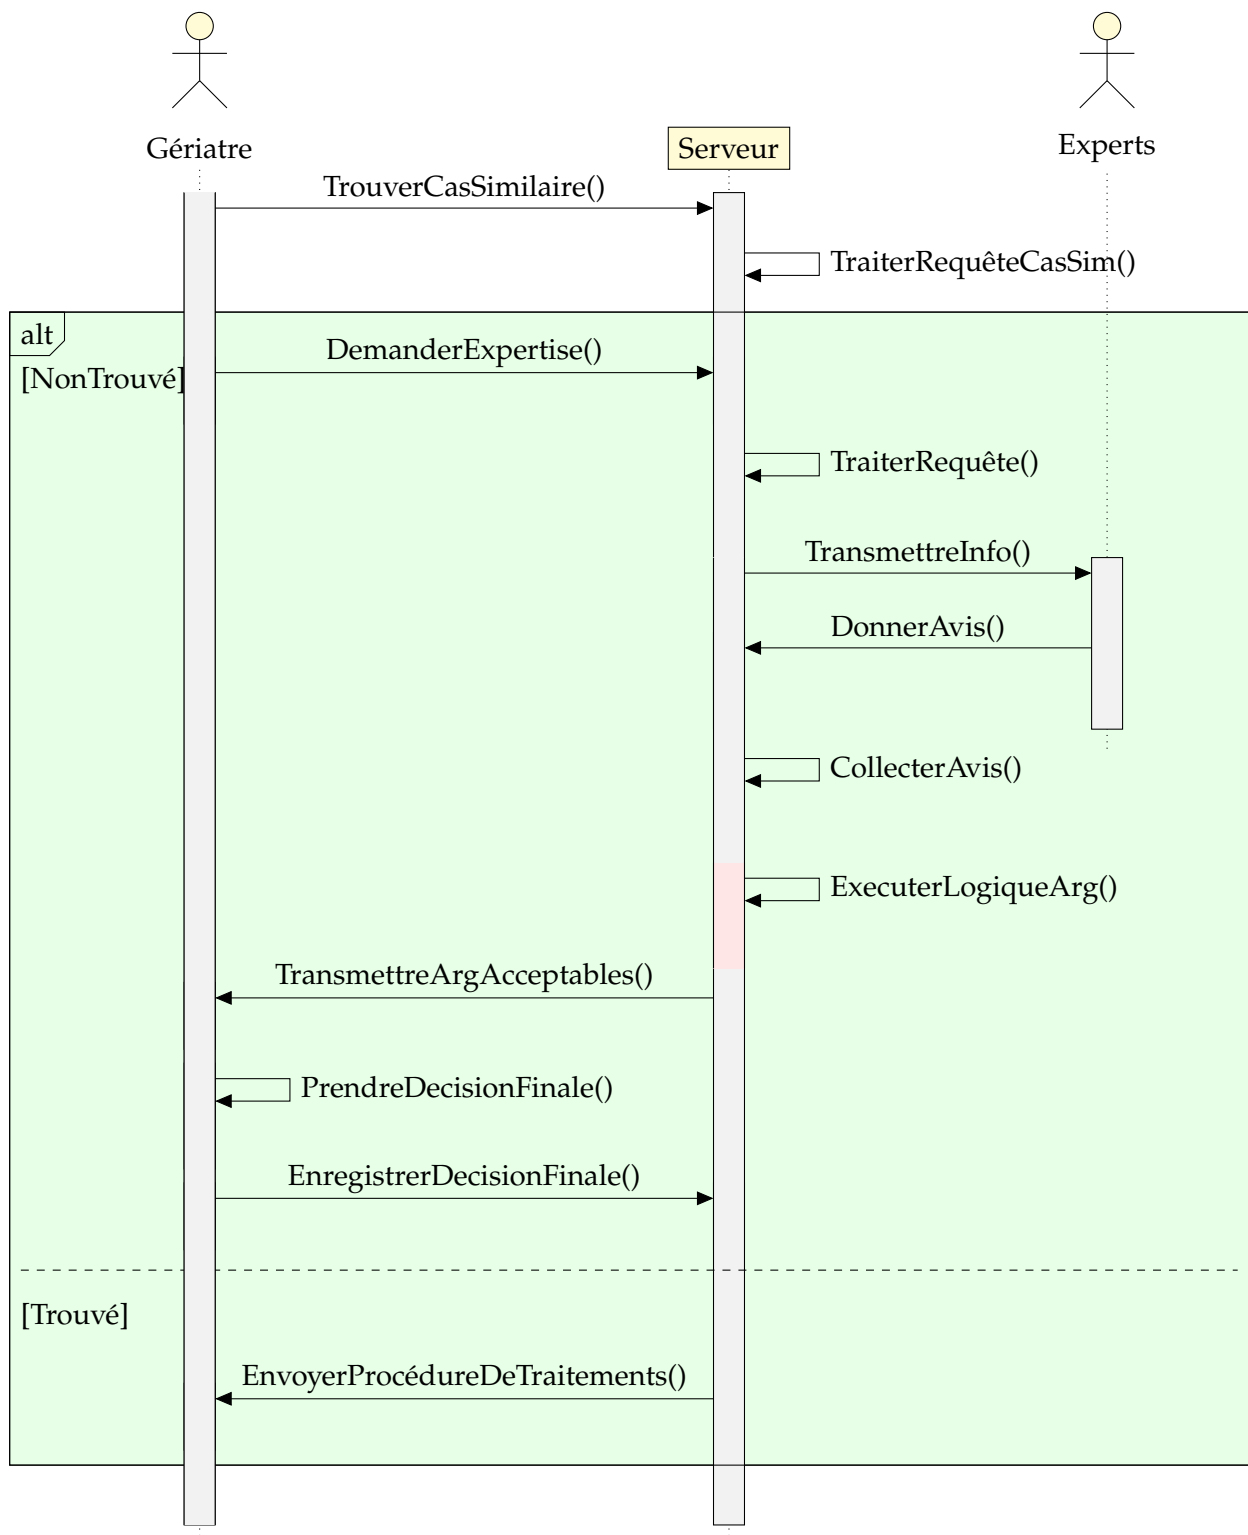 Gériatre
Serveur
Experts
TrouverCasSimilaire()
TraiterRequêteCasSim()
alt
DemanderExpertise()
[NonTrouvé]
TraiterRequête()
TransmettreInfo()
DonnerAvis()
CollecterAvis()
ExecuterLogiqueArg()
TransmettreArgAcceptables()
PrendreDecisionFinale()
EnregistrerDecisionFinale()
[Trouvé]
EnvoyerProcédureDeTraitements()